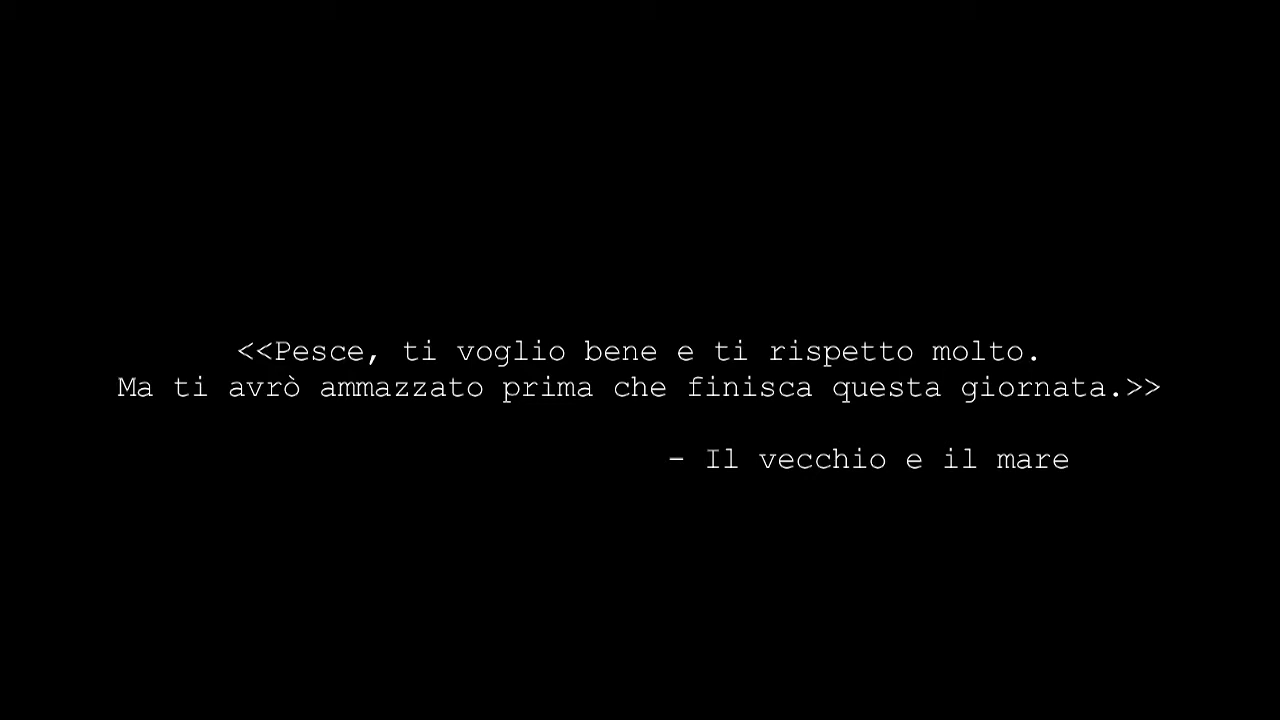 <<Pesce, ti voglio bene e ti rispetto molto.
Ma ti avrò ammazzato prima che finisca questa giornata.>>
- Il vecchio e il mare